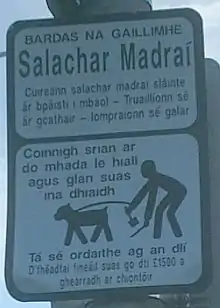 BARDAS NA GAILLIMHE
Salachar Madraí
Cuireann salachar madraí sláinte
ár bpáistí i mbaol – Truaillíonn sé
ár gcathair – Iompraíonn sé galar
Coinnigh srian ar
do mhada le hiall
agus glan suas
ina dhiaidh
Tá sé ordaithe ag an dlí
D'fhéadfaí fíneáil suas go dtí £1500 a
ghearradh ar chiontóir